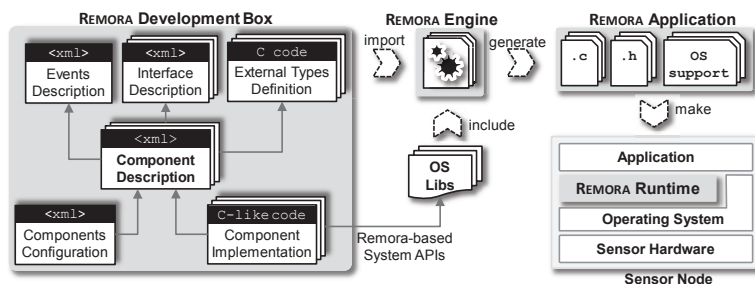 REMORA Development Box
<xml>
Events
Description
<xml>
Interface
Description
C code
External Types
Definition
<xml>
Component
Description
<xml>
Components
Configuration
C-like code
Component
Implementation
import
REMORA Engine
generate
include
OS
Libs
Remora-based
System APIs
REMORA Application
.c
.h
OS
support
make
Application
REMORA Runtime
Operating System
Sensor Hardware
Sensor Node